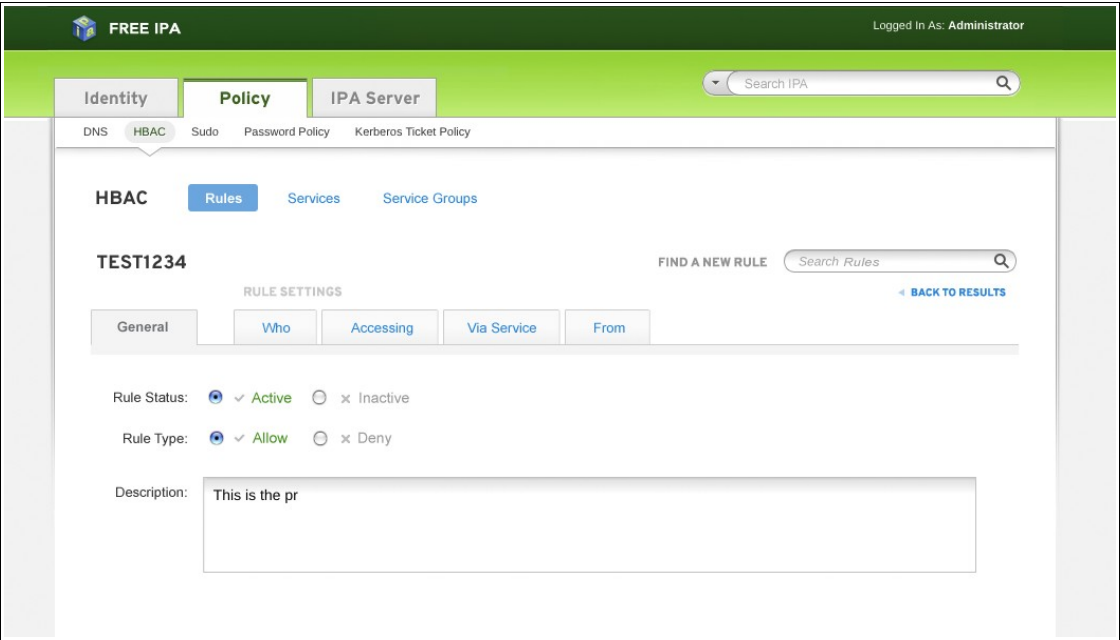 FREE IPA
Logged In As: Administrator
Identity Policy IPA Server
Search IPA
DNS HBAC Sudo Password Policy Kerberos Ticket Policy
HBAC Rules Services Service Groups
TEST1234 FIND A NEW RULE Search Rules
RULE SETTINGS BACK TO RESULTS
General Who Accessing Via Service From
Rule Status: Active Inactive
Rule Type: Allow Deny
Description: This is the pr